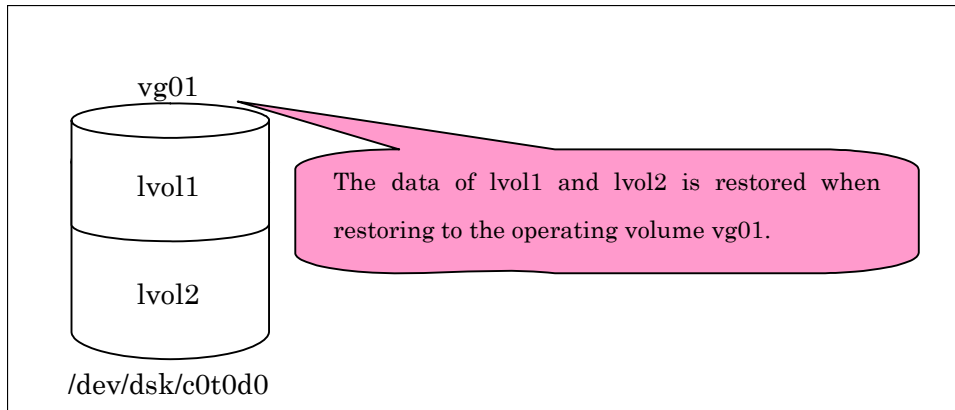 vg01
lvol1
The data of lvol1 and lvol2 is restored when
restoring to the operating volume vg01.
lvol2
/dev/dsk/c0t0d0